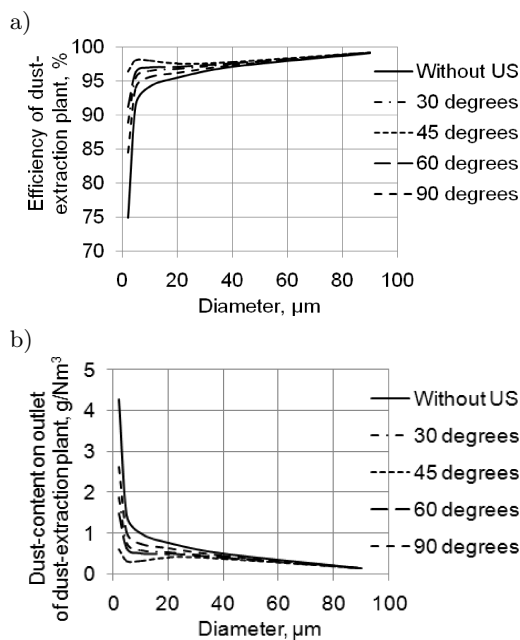 a)
Efficiency of dust-
extraction plant, %
100
95
90
85
80
75
70
0 20 40 60 80 100
Diameter, μm
Without US
30 degrees
45 degrees
60 degrees
90 degrees
b)
Dust-content on outlet
of dust-extraction plant, g/Nm³
5
4
3
2
1
0
0 20 40 60 80 100
Diameter, μm
Without US
30 degrees
45 degrees
60 degrees
90 degrees